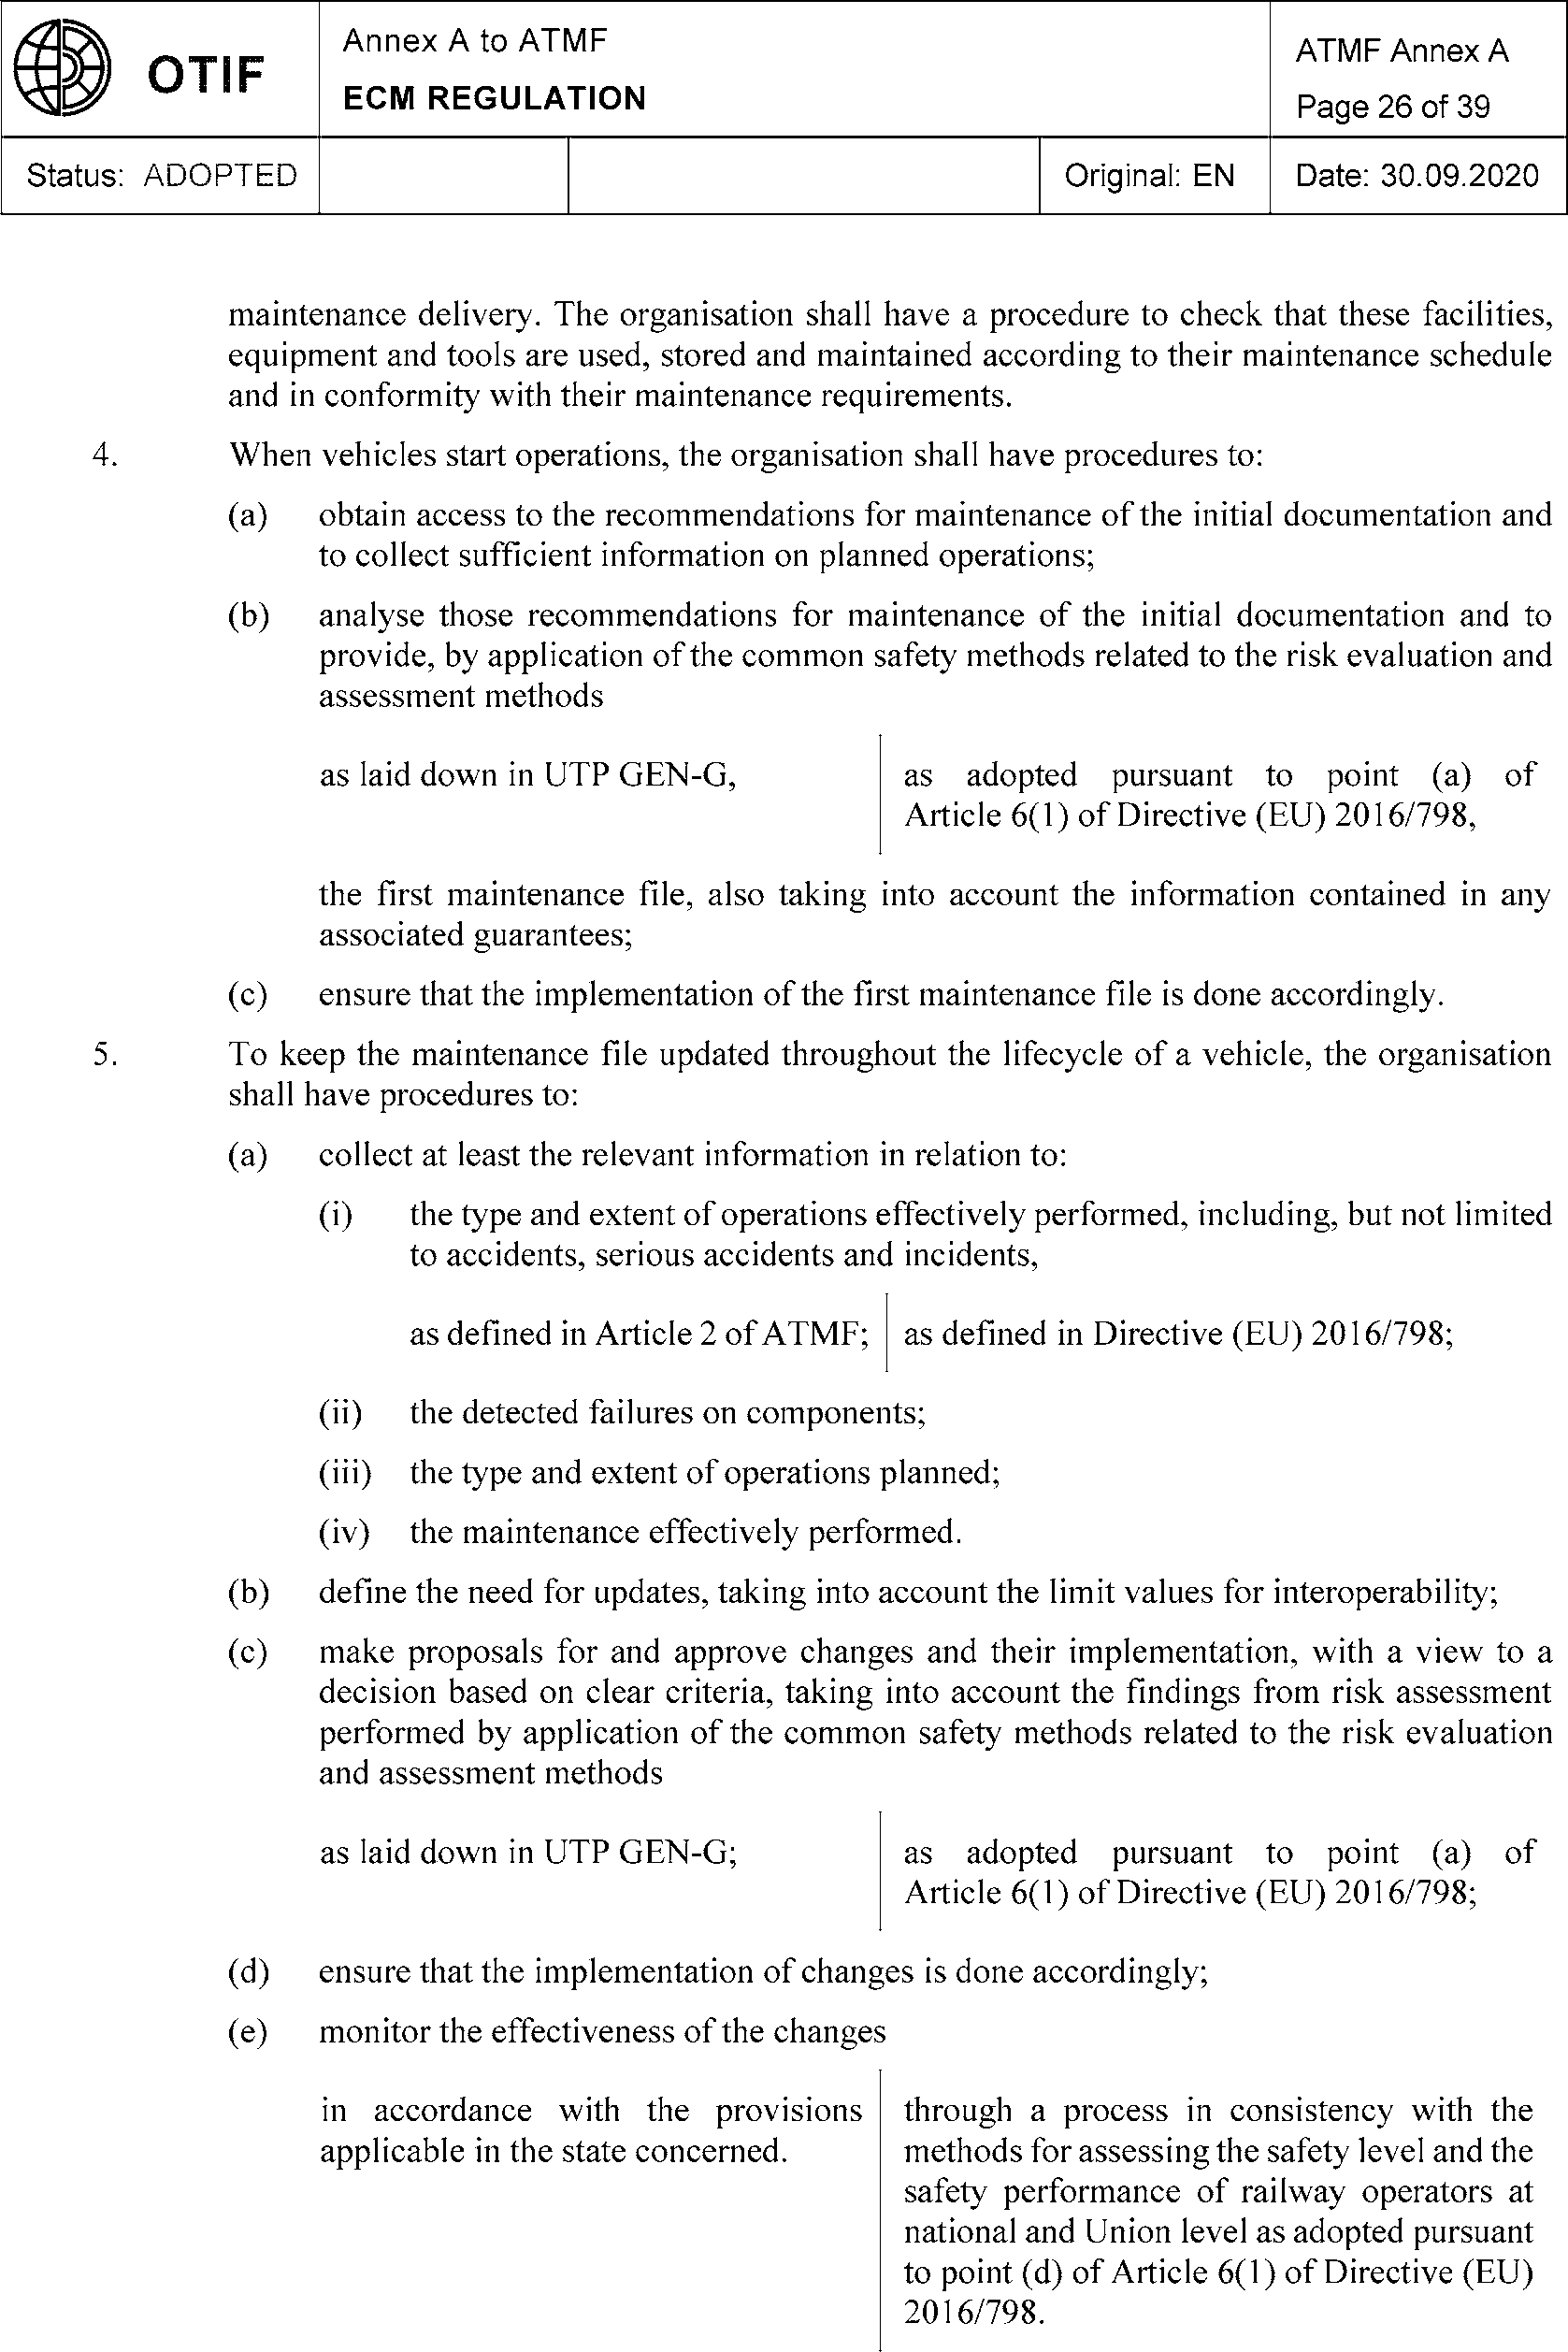 OTIF
Annex A to ATMF
ECM REGULATION
ATMF Annex A
Page 26 of 39
Status: ADOPTED
Original: EN
Date: 30.09.2020
maintenance delivery. The organisation shall have a procedure to check that these facilities,
equipment and tools are used, stored and maintained according to their maintenance schedule
and in conformity with their maintenance requirements.
4. When vehicles start operations, the organisation shall have procedures to:
(a) obtain access to the recommendations for maintenance of the initial documentation and
to collect sufficient information on planned operations;
(b) analyse those recommendations for maintenance of the initial documentation and to
provide, by application of the common safety methods related to the risk evaluation and
assessment methods
as laid down in UTP GEN-G,
as adopted pursuant to point (a) of
Article 6(1) of Directive (EU) 2016/798,
the first maintenance file, also taking into account the information contained in any
associated guarantees;
(c) ensure that the implementation of the first maintenance file is done accordingly.
5. To keep the maintenance file updated throughout the lifecycle of a vehicle, the organisation
shall have procedures to:
(a) collect at least the relevant information in relation to:
(i) the type and extent of operations effectively performed, including, but not limited
to accidents, serious accidents and incidents,
as defined in Article 2 of ATMF;
as defined in Directive (EU) 2016/798;
(ii) the detected failures on components;
(iii) the type and extent of operations planned;
(iv) the maintenance effectively performed.
(b) define the need for updates, taking into account the limit values for interoperability;
(c) make proposals for and approve changes and their implementation, with a view to a
decision based on clear criteria, taking into account the findings from risk assessment
performed by application of the common safety methods related to the risk evaluation
and assessment methods
as laid down in UTP GEN-G;
as adopted pursuant to point (a) of
Article 6(1) of Directive (EU) 2016/798;
(d) ensure that the implementation of changes is done accordingly;
(e) monitor the effectiveness of the changes
in accordance with the provisions
applicable in the state concerned.
through a process in consistency with the
methods for assessing the safety level and the
safety performance of railway operators at
national and Union level as adopted pursuant
to point (d) of Article 6(1) of Directive (EU)
2016/798.